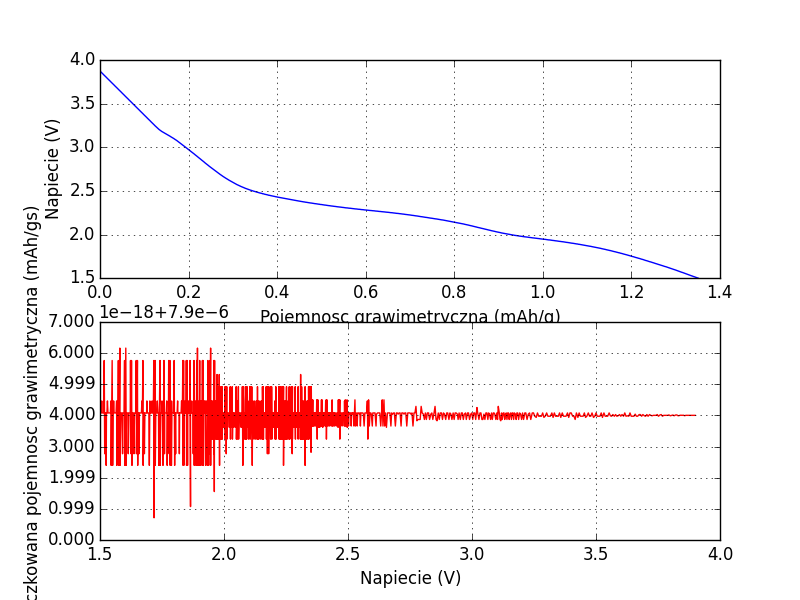 4.0
3.5
3.0
2.5
2.0
1.5
Napiecie (V)
0.0 0.2 0.4 0.6 0.8 1.0 1.2 1.4
Pojemnosc grawimetryczna (mAh/g)
1e−18+7.9e−6
7.000
6.000
4.999
4.000
3.000
1.999
0.999
0.000
czkowana pojemnosc grawimetryczna (mAh/gs)
1.5 2.0 2.5 3.0 3.5 4.0
Napiecie (V)